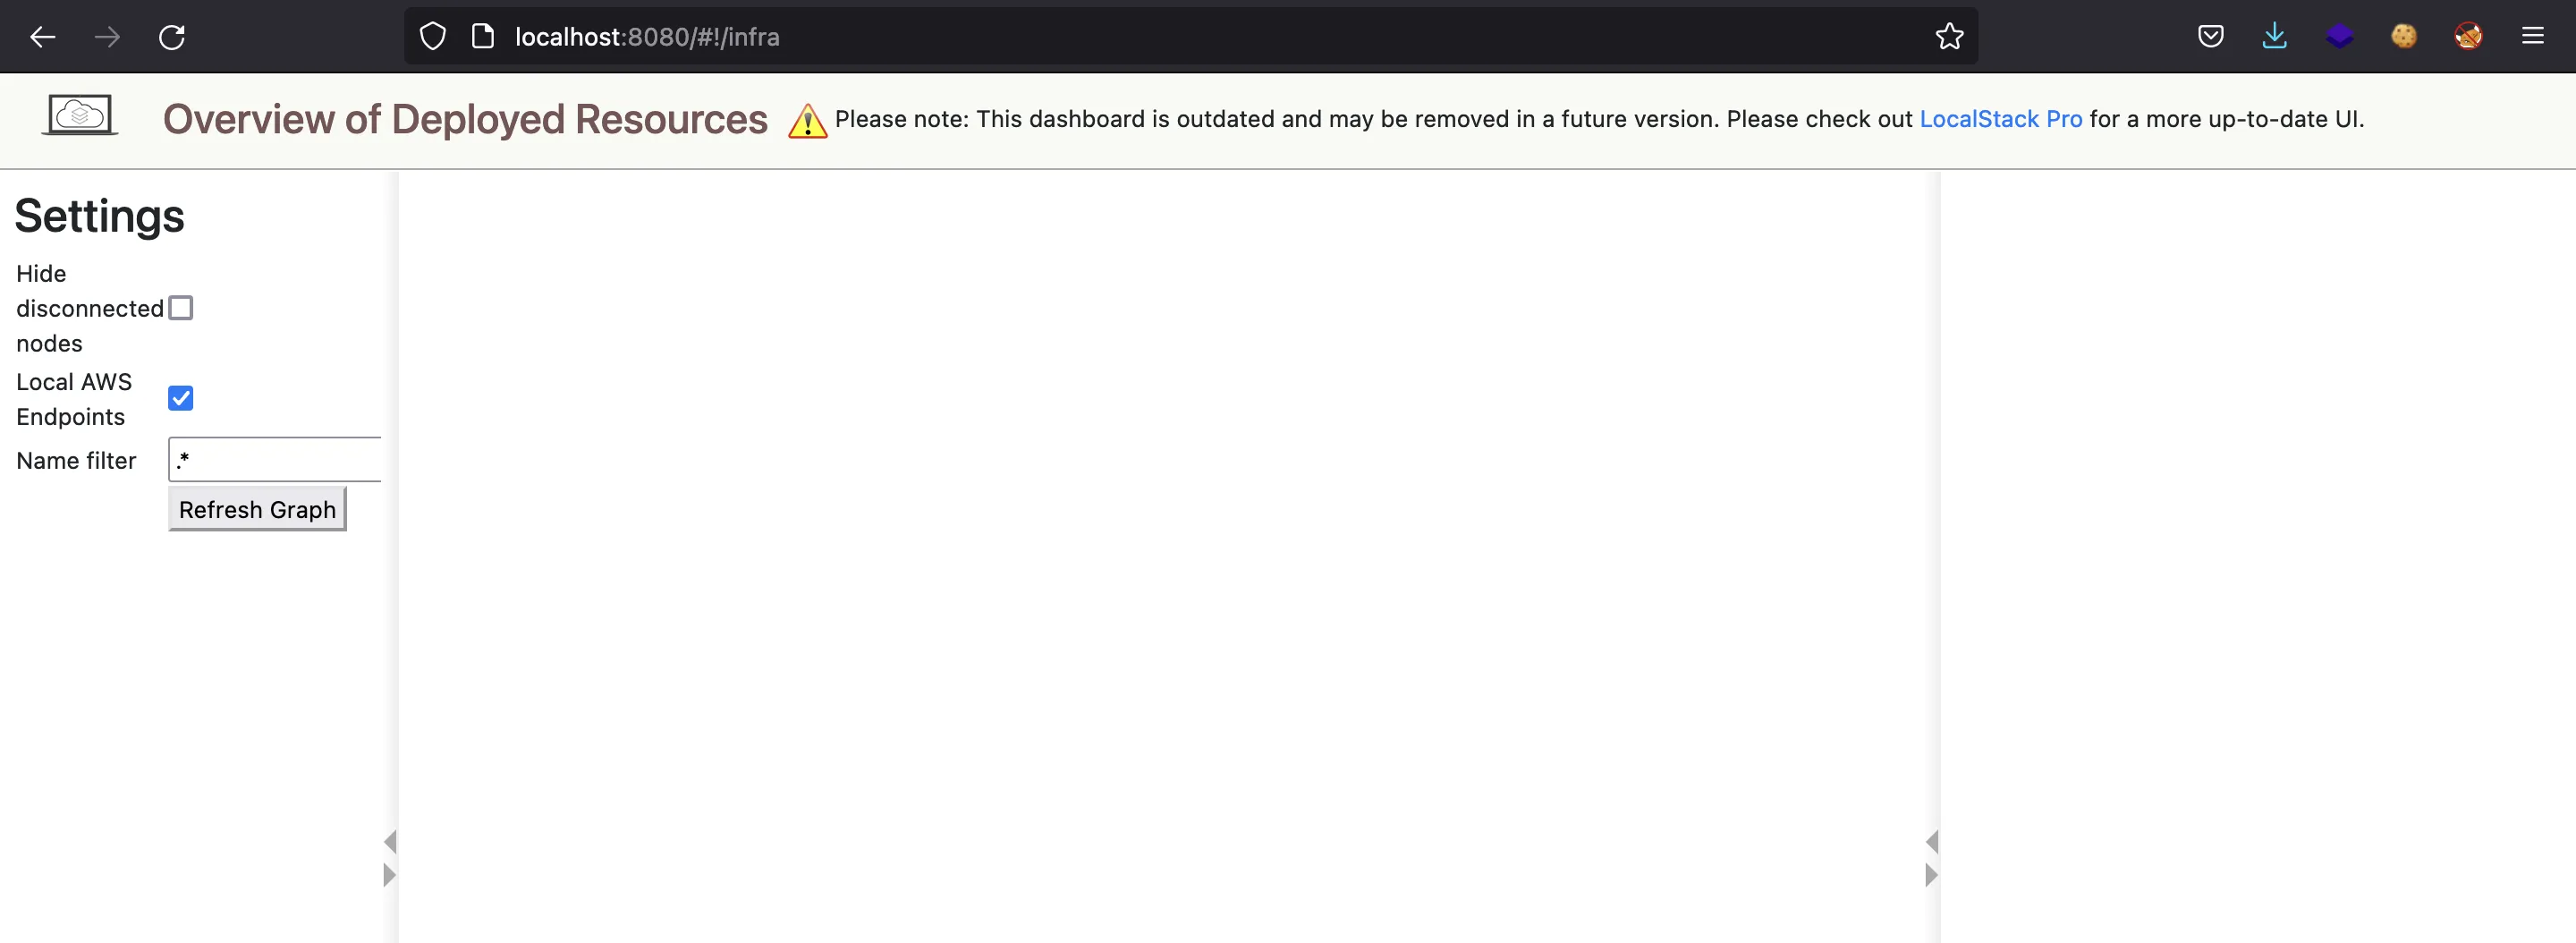 localhost:8080/#!/infra
Overview of Deployed Resources
Please note: This dashboard is outdated and may be removed in a future version. Please check out LocalStack Pro for a more up-to-date UI.
Settings
Hide
disconnected
nodes
Local AWS
Endpoints
Name filter
.*
Refresh Graph